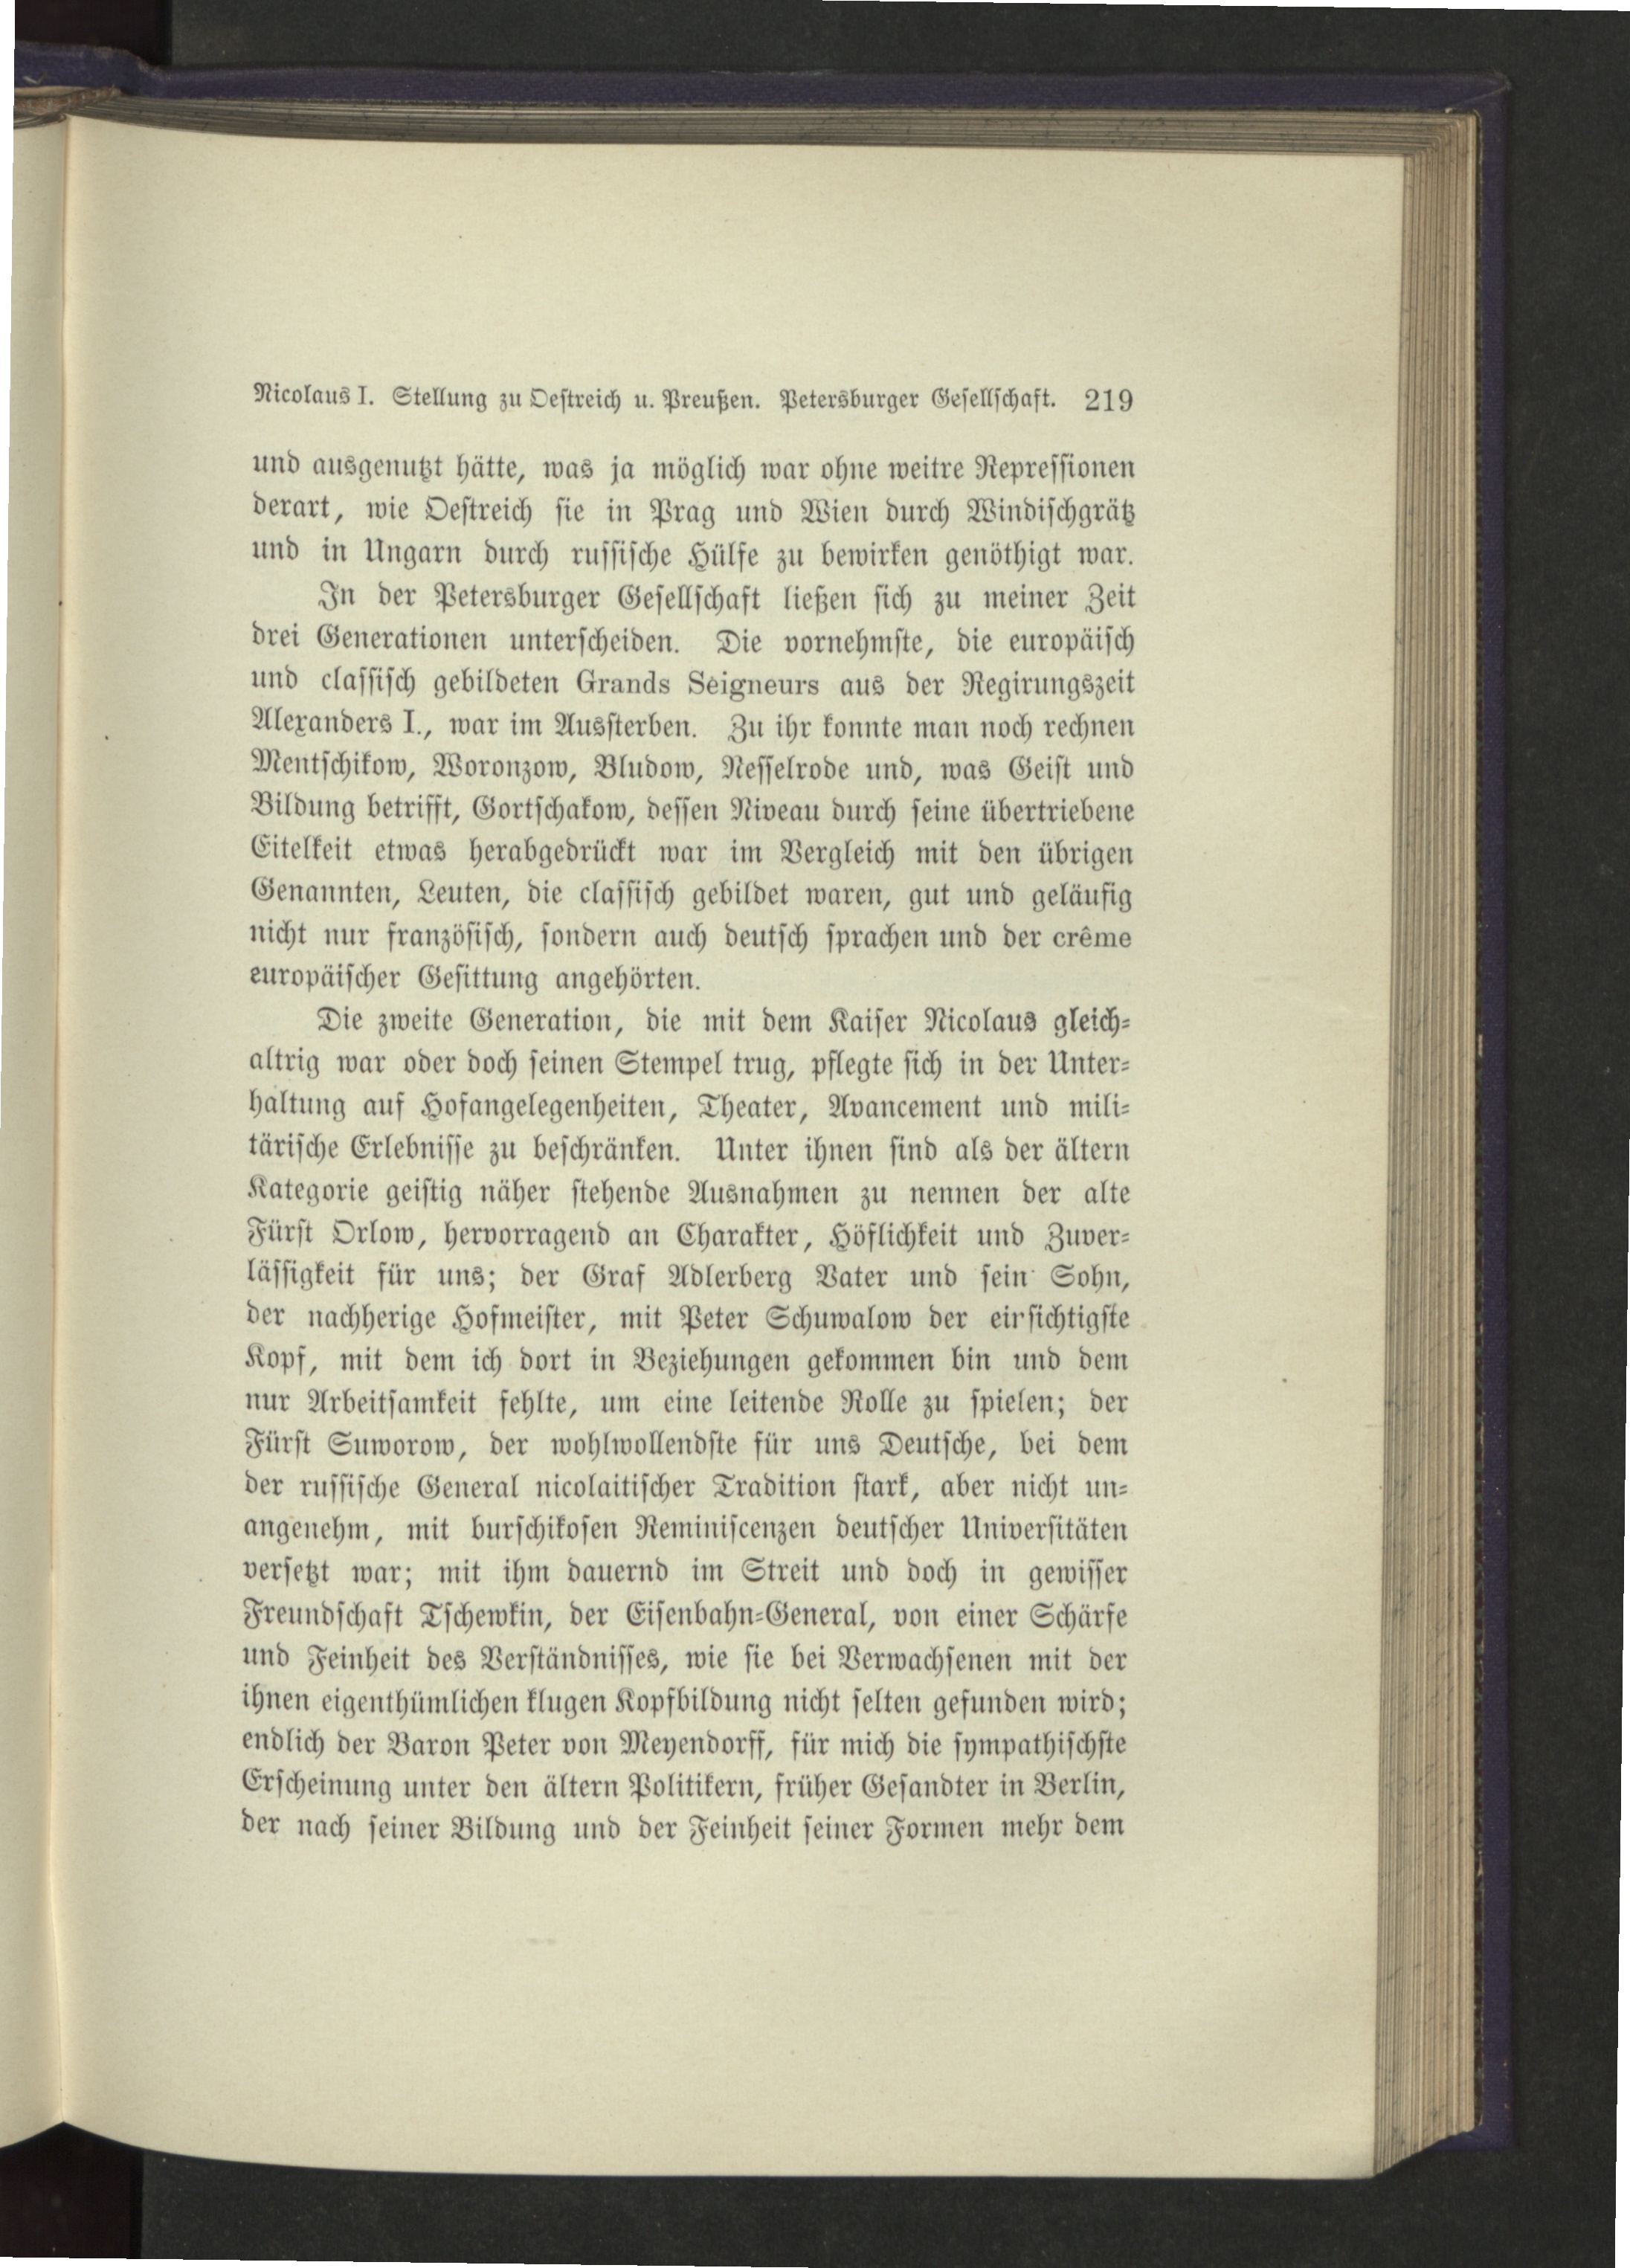 Nicolaus I. Stellung zu Oestreich u. Preußen. Petersburger Gesellschaft. 219
und ausgenutzt hätte, was ja möglich war ohne weitre Repressionen
derart, wie Oestreich sie in Prag und Wien durch Windischgrätz
und in Ungarn durch russische Hülfe zu bewirken genöthigt war.
In der Petersburger Gesellschaft ließen sich zu meiner Zeit
drei Generationen unterscheiden. Die vornehmste, die europäisch
und classisch gebildeten Grands Seigneurs aus der Regirungszeit
Alexanders I., war im Aussterben. Zu ihr konnte man noch rechnen
Mentschikow, Woronzow, Bludow, Nesselrode und, was Geist und
Bildung betrifft, Gortschakow, dessen Niveau durch seine übertriebene
Eitelkeit etwas herabgedrückt war im Vergleich mit den übrigen
Genannten, Leuten, die classisch gebildet waren, gut und geläufig
nicht nur französisch, sondern auch deutsch sprachen und der crême
europäischer Gesittung angehörten.
Die zweite Generation, die mit dem Kaiser Nicolaus gleich-
altrig war oder doch seinen Stempel trug, pflegte sich in der Unter-
haltung auf Hofangelegenheiten, Theater, Avancement und mili-
tärische Erlebnisse zu beschränken. Unter ihnen sind als der ältern
Kategorie geistig näher stehende Ausnahmen zu nennen der alte
Fürst Orlow, hervorragend an Charakter, Höflichkeit und Zuver-
lässigkeit für uns; der Graf Adlerberg Vater und sein Sohn,
der nachherige Hofmeister, mit Peter Schuwalow der einsichtigste
Kopf, mit dem ich dort in Beziehungen gekommen bin und dem
nur Arbeitsamkeit fehlte, um eine leitende Rolle zu spielen; der
Fürst Suworow, der wohlwollendste für uns Deutsche, bei dem
der russische General nicolaitischer Tradition stark, aber nicht un-
angenehm, mit burschikosen Reminiscenzen deutscher Universitäten
versetzt war; mit ihm dauernd im Streit und doch in gewisser
Freundschaft Tschewkin, der Eisenbahn-General, von einer Schärfe
und Feinheit des Verständnisses, wie sie bei Verwachsenen mit der
ihnen eigenthümlichen klugen Kopfbildung nicht selten gefunden wird;
endlich der Baron Peter von Meyendorff, für mich die sympathischste
Erscheinung unter den ältern Politikern, früher Gesandter in Berlin,
der nach seiner Bildung und der Feinheit seiner Formen mehr dem